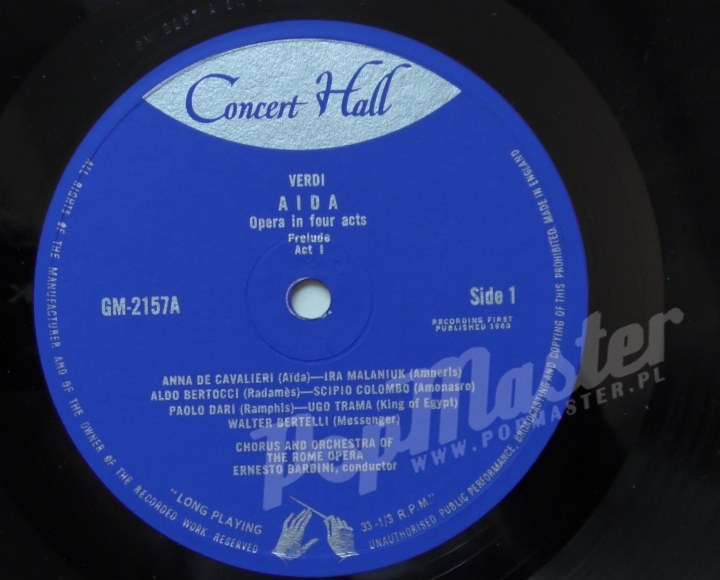 Concert Hall
VERDI
AIDA
Opera in four acts
Prelude
Act I
GM-2157A
Side 1
RECORDING FIRST
PUBLISHED 1963
ANNA DE CAVALIERI (Aïda)—IRA MALANIUK (Amneris)
ALDO BERTOCCI (Radamès)—SCIPIO COLOMBO (Amonasro)
PAOLO DARI (Ramphis)—UGO TRAMA (King of Egypt)
WALTER BERTELLI (Messenger)
CHORUS AND ORCHESTRA OF
THE ROME OPERA
ERNESTO BARBINI, conductor
"LONG PLAYING 33-1/3 R.P.M."
ALL RIGHTS OF THE MANUFACTURER AND OF THE OWNER OF THE RECORDED WORK RESERVED
UNAUTHORISED PUBLIC PERFORMANCE, BROADCASTING AND COPYING OF THIS PROHIBITED. MADE IN ENGLAND
PopMaster
WWW.POPMASTER.PL